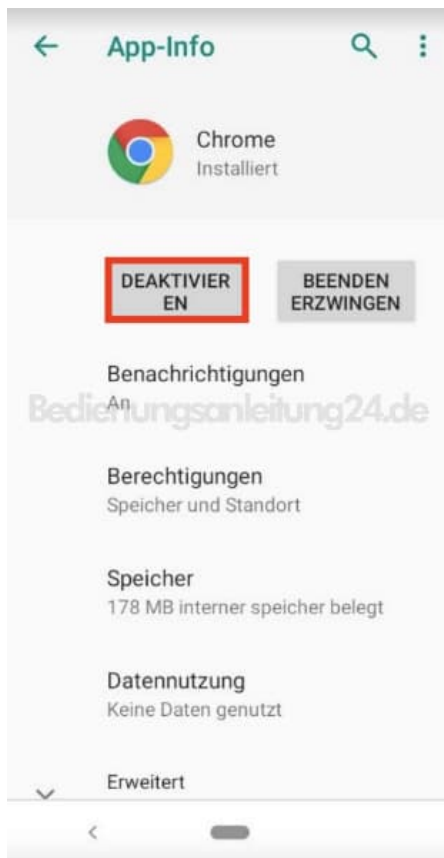 App-Info
Chrome
Installiert
DEAKTIVIER
EN
BEENDEN
ERZWINGEN
Benachrichtigungen
An
Bedienungsanleitung24.de
Berechtigungen
Speicher und Standort
Speicher
178 MB interner speicher belegt
Datennutzung
Keine Daten genutzt
Erweitert